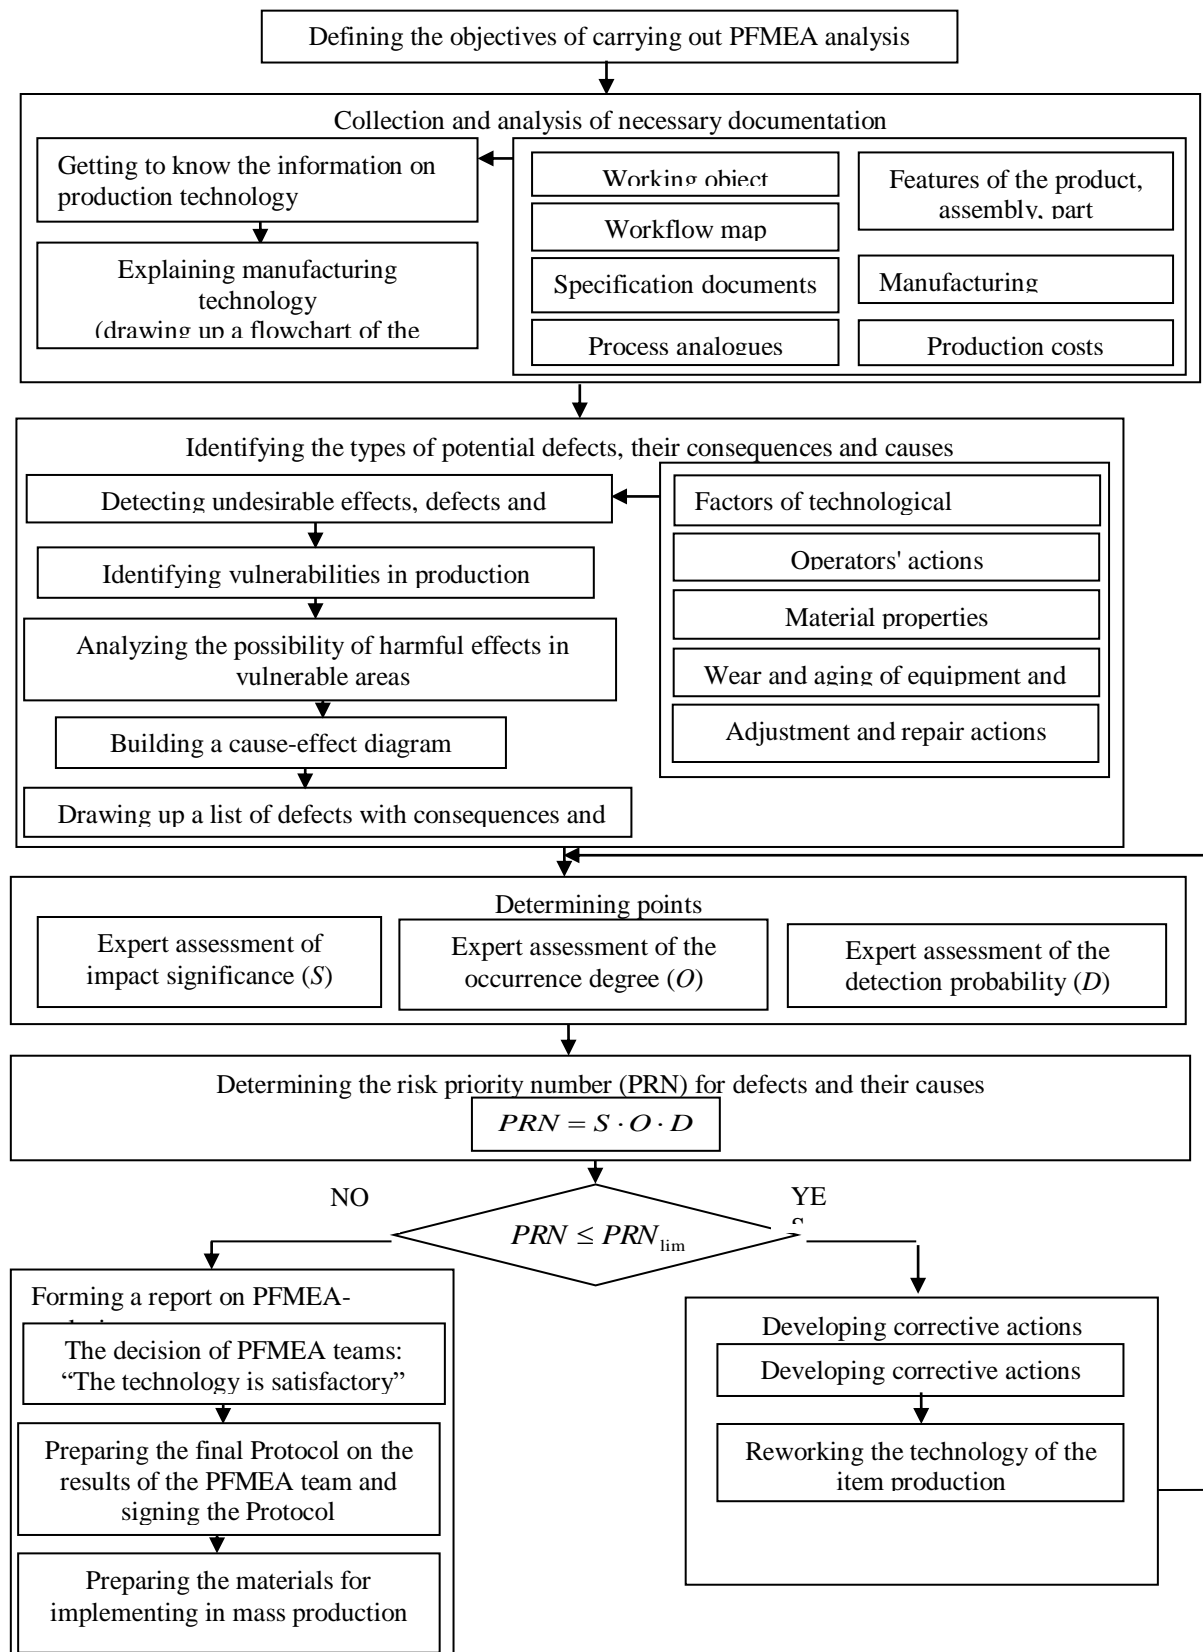 Defining the objectives of carrying out PFMEA analysis
Collection and analysis of necessary documentation
Getting to know the information on
production technology
Explaining manufacturing
technology
(drawing up a flowchart of the
Working object
Workflow map
Specification documents
Process analogues
Features of the product,
assembly, part
Manufacturing
Production costs
Identifying the types of potential defects, their consequences and causes
Detecting undesirable effects, defects and
Identifying vulnerabilities in production
Analyzing the possibility of harmful effects in
vulnerable areas
Building a cause-effect diagram
Drawing up a list of defects with consequences and
Factors of technological
Operators' actions
Material properties
Wear and aging of equipment and
Adjustment and repair actions
Determining points
Expert assessment of
impact significance (S)
Expert assessment of the
occurrence degree (O)
Expert assessment of the
detection probability (D)
Determining the risk priority number (PRN) for defects and their causes
PRN = S · O · D
NO
YE
S
PRN ≤ PRN lim
Forming a report on PFMEA-
The decision of PFMEA teams:
“The technology is satisfactory”
Preparing the final Protocol on the
results of the PFMEA team and
signing the Protocol
Preparing the materials for
implementing in mass production
Developing corrective actions
Developing corrective actions
Reworking the technology of the
item production